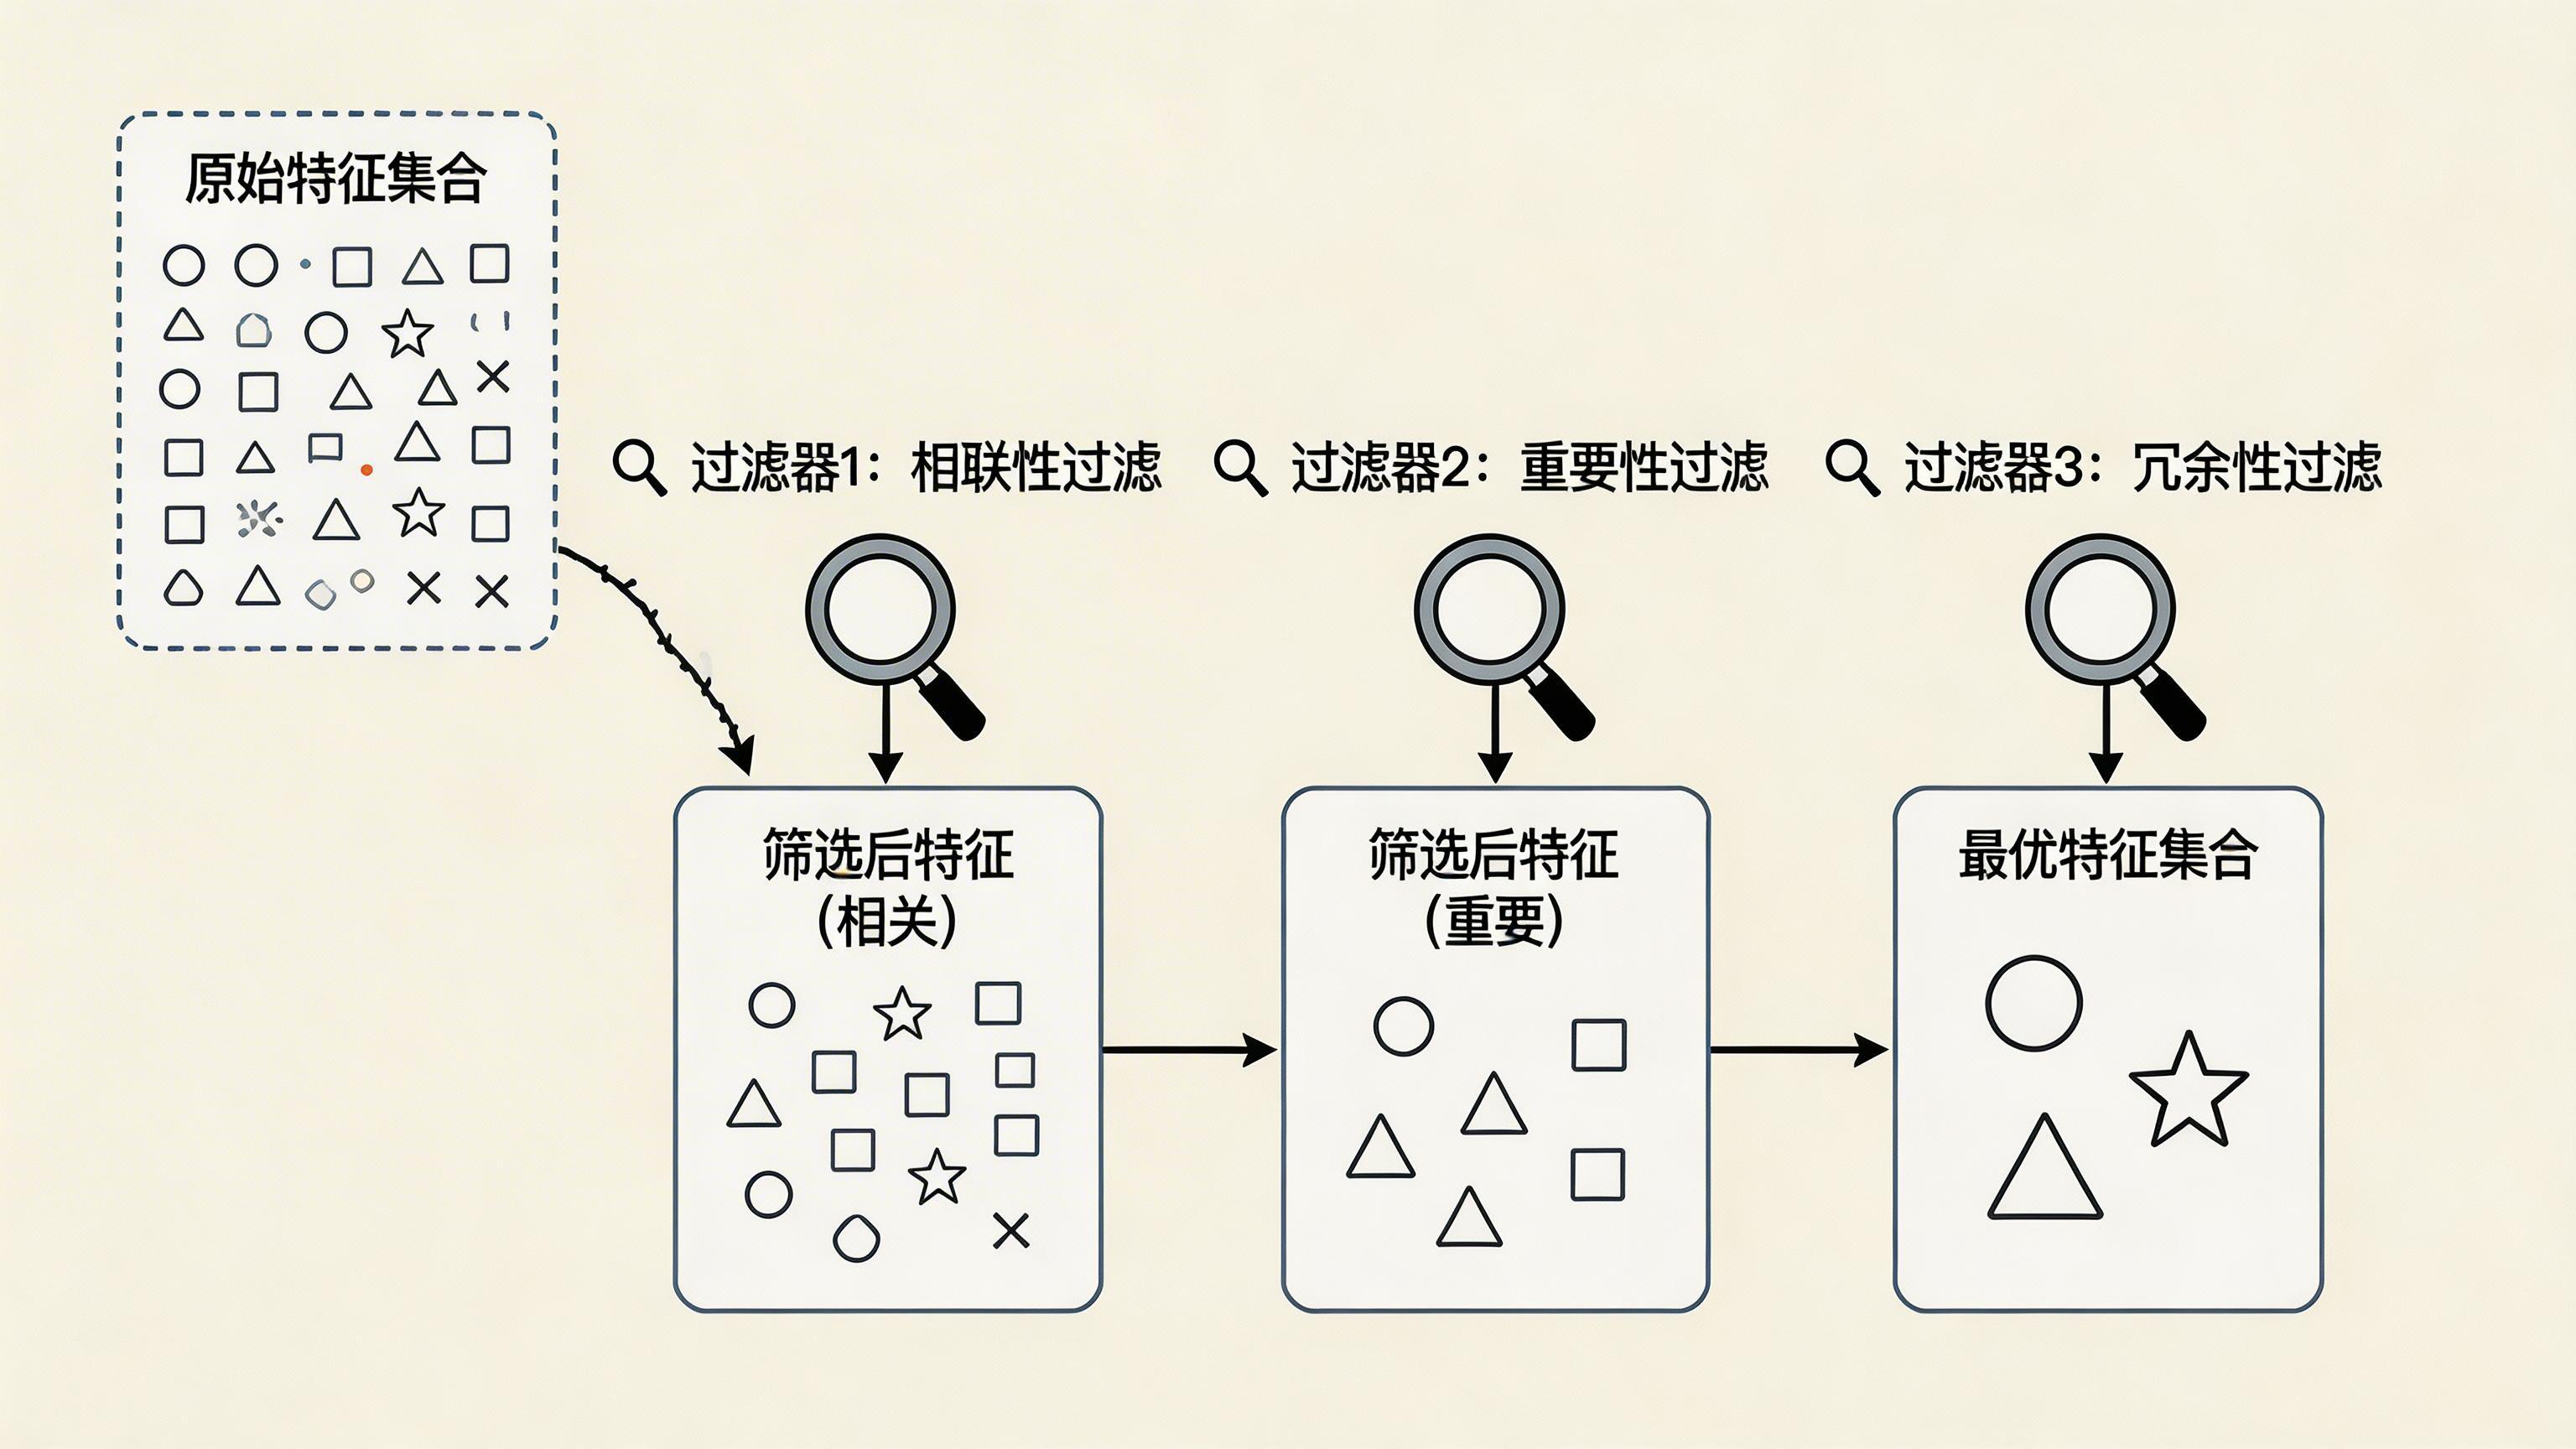 原始特征集合
过滤器1：相联性过滤
过滤器2：重要性过滤
过滤器3：冗余性过滤
筛选后特征
（相关）
筛选后特征
（重要）
最优特征集合